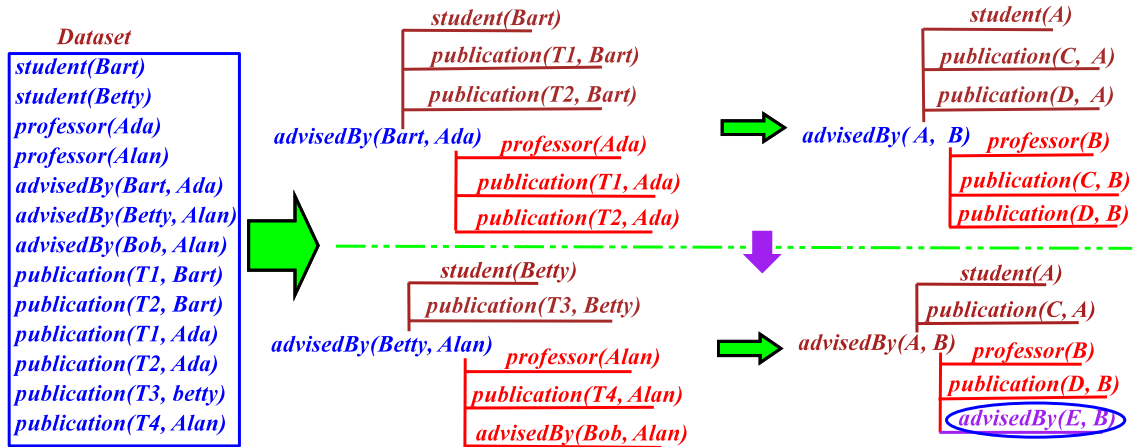 Dataset
student(Bart)
student(Betty)
professor(Ada)
professor(Alan)
advisedBy(Bart, Ada)
advisedBy(Betty, Alan)
advisedBy(Bob, Alan)
publication(T1, Bart)
publication(T2, Bart)
publication(T1, Ada)
publication(T2, Ada)
publication(T3, betty)
publication(T4, Alan)
student(Bart)
publication(T1, Bart)
publication(T2, Bart)
advisedBy(Bart, Ada)
professor(Ada)
publication(T1, Ada)
publication(T2, Ada)
student(A)
publication(C, A)
publication(D, A)
advisedBy( A, B)
professor(B)
publication(C, B)
publication(D, B)
student(Betty)
publication(T3, Betty)
advisedBy(Betty, Alan)
professor(Alan)
publication(T4, Alan)
advisedBy(Bob, Alan)
student(A)
publication(C, A)
advisedBy(A, B)
professor(B)
publication(D, B)
advisedBy(E, B)